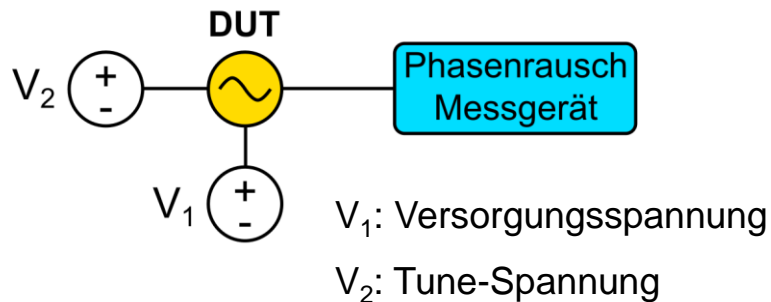 DUT
V₂
+
-
Phasenrausch
Messgerät
V₁
+
-
V₁: Versorgungsspannung
V₂: Tune-Spannung